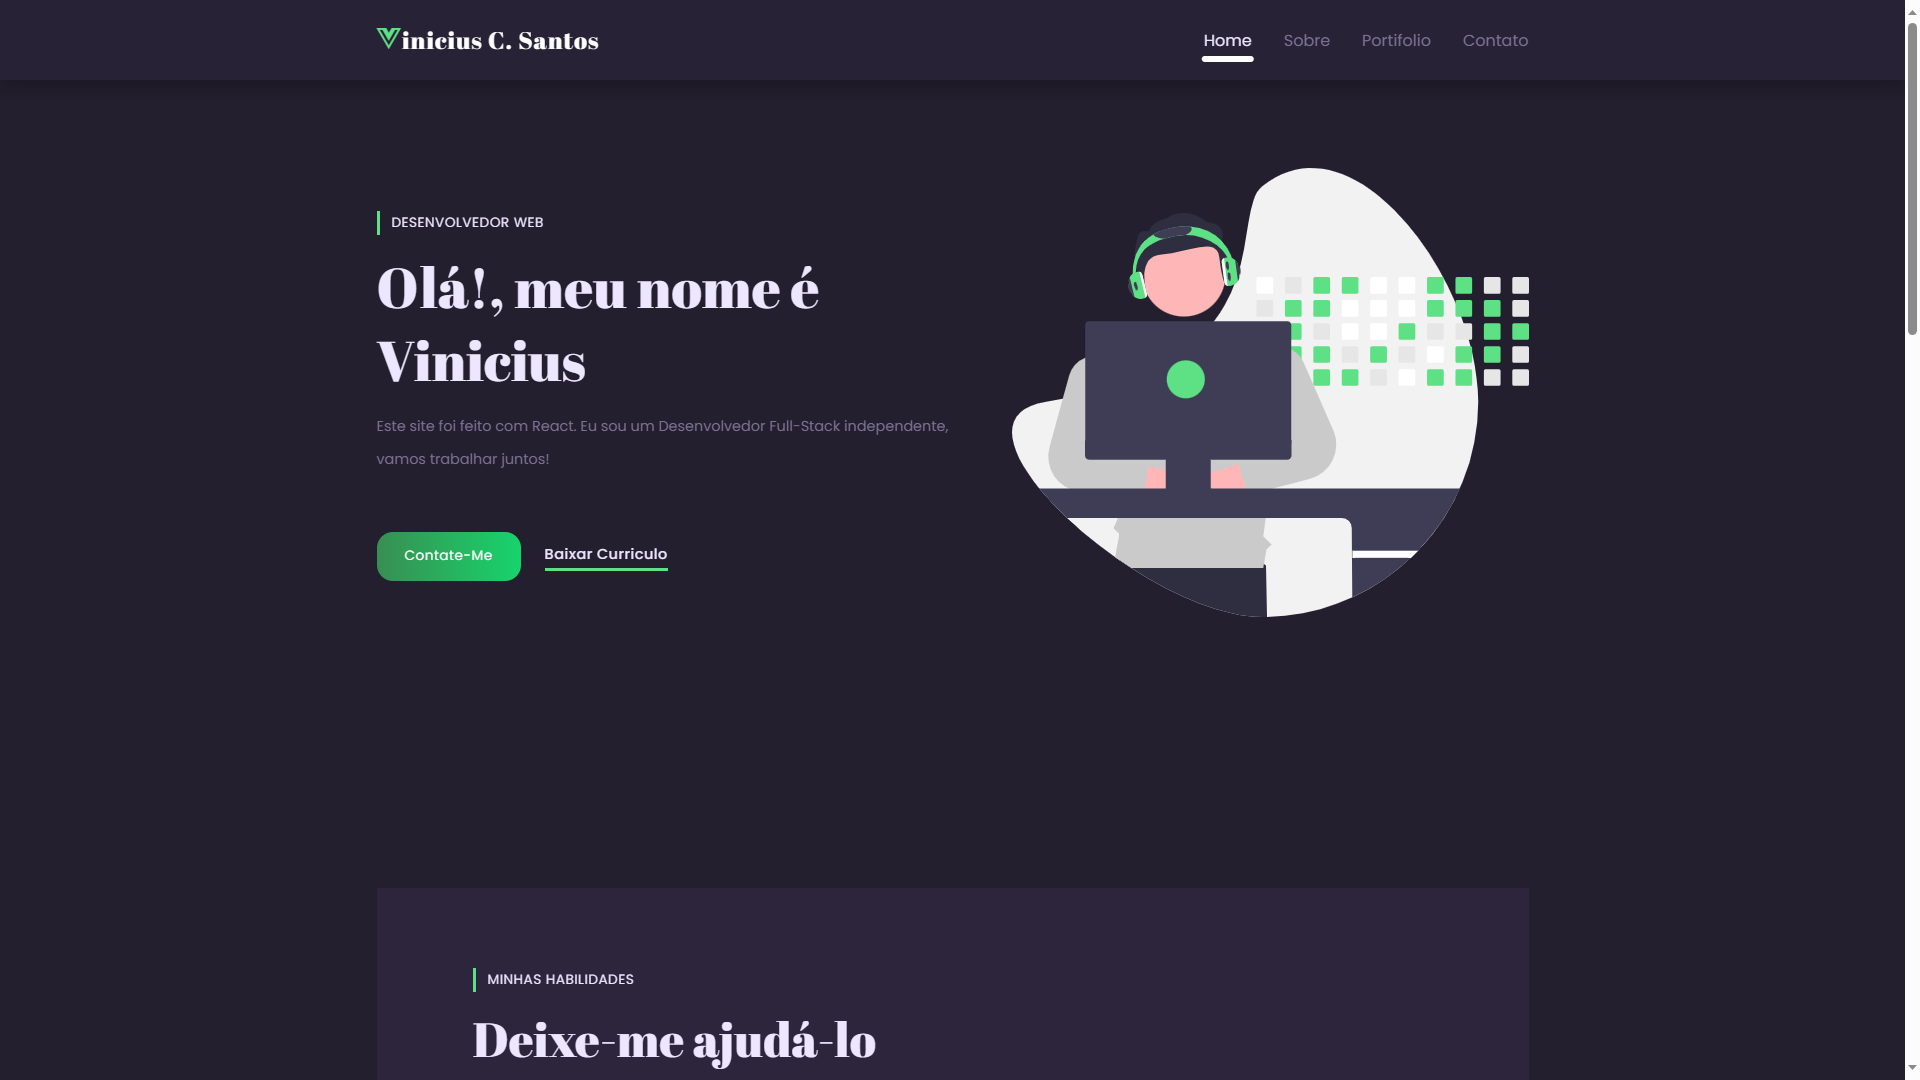 Vinicius C. Santos
Home Sobre Portifolio Contato
DESENVOLVEDOR WEB
Olá!, meu nome é
Vinicius
Este site foi feito com React. Eu sou um Desenvolvedor Full-Stack independente,
vamos trabalhar juntos!
Contate-Me Baixar Curriculo
MINHAS HABILIDADES
Deixe-me ajudá-lo